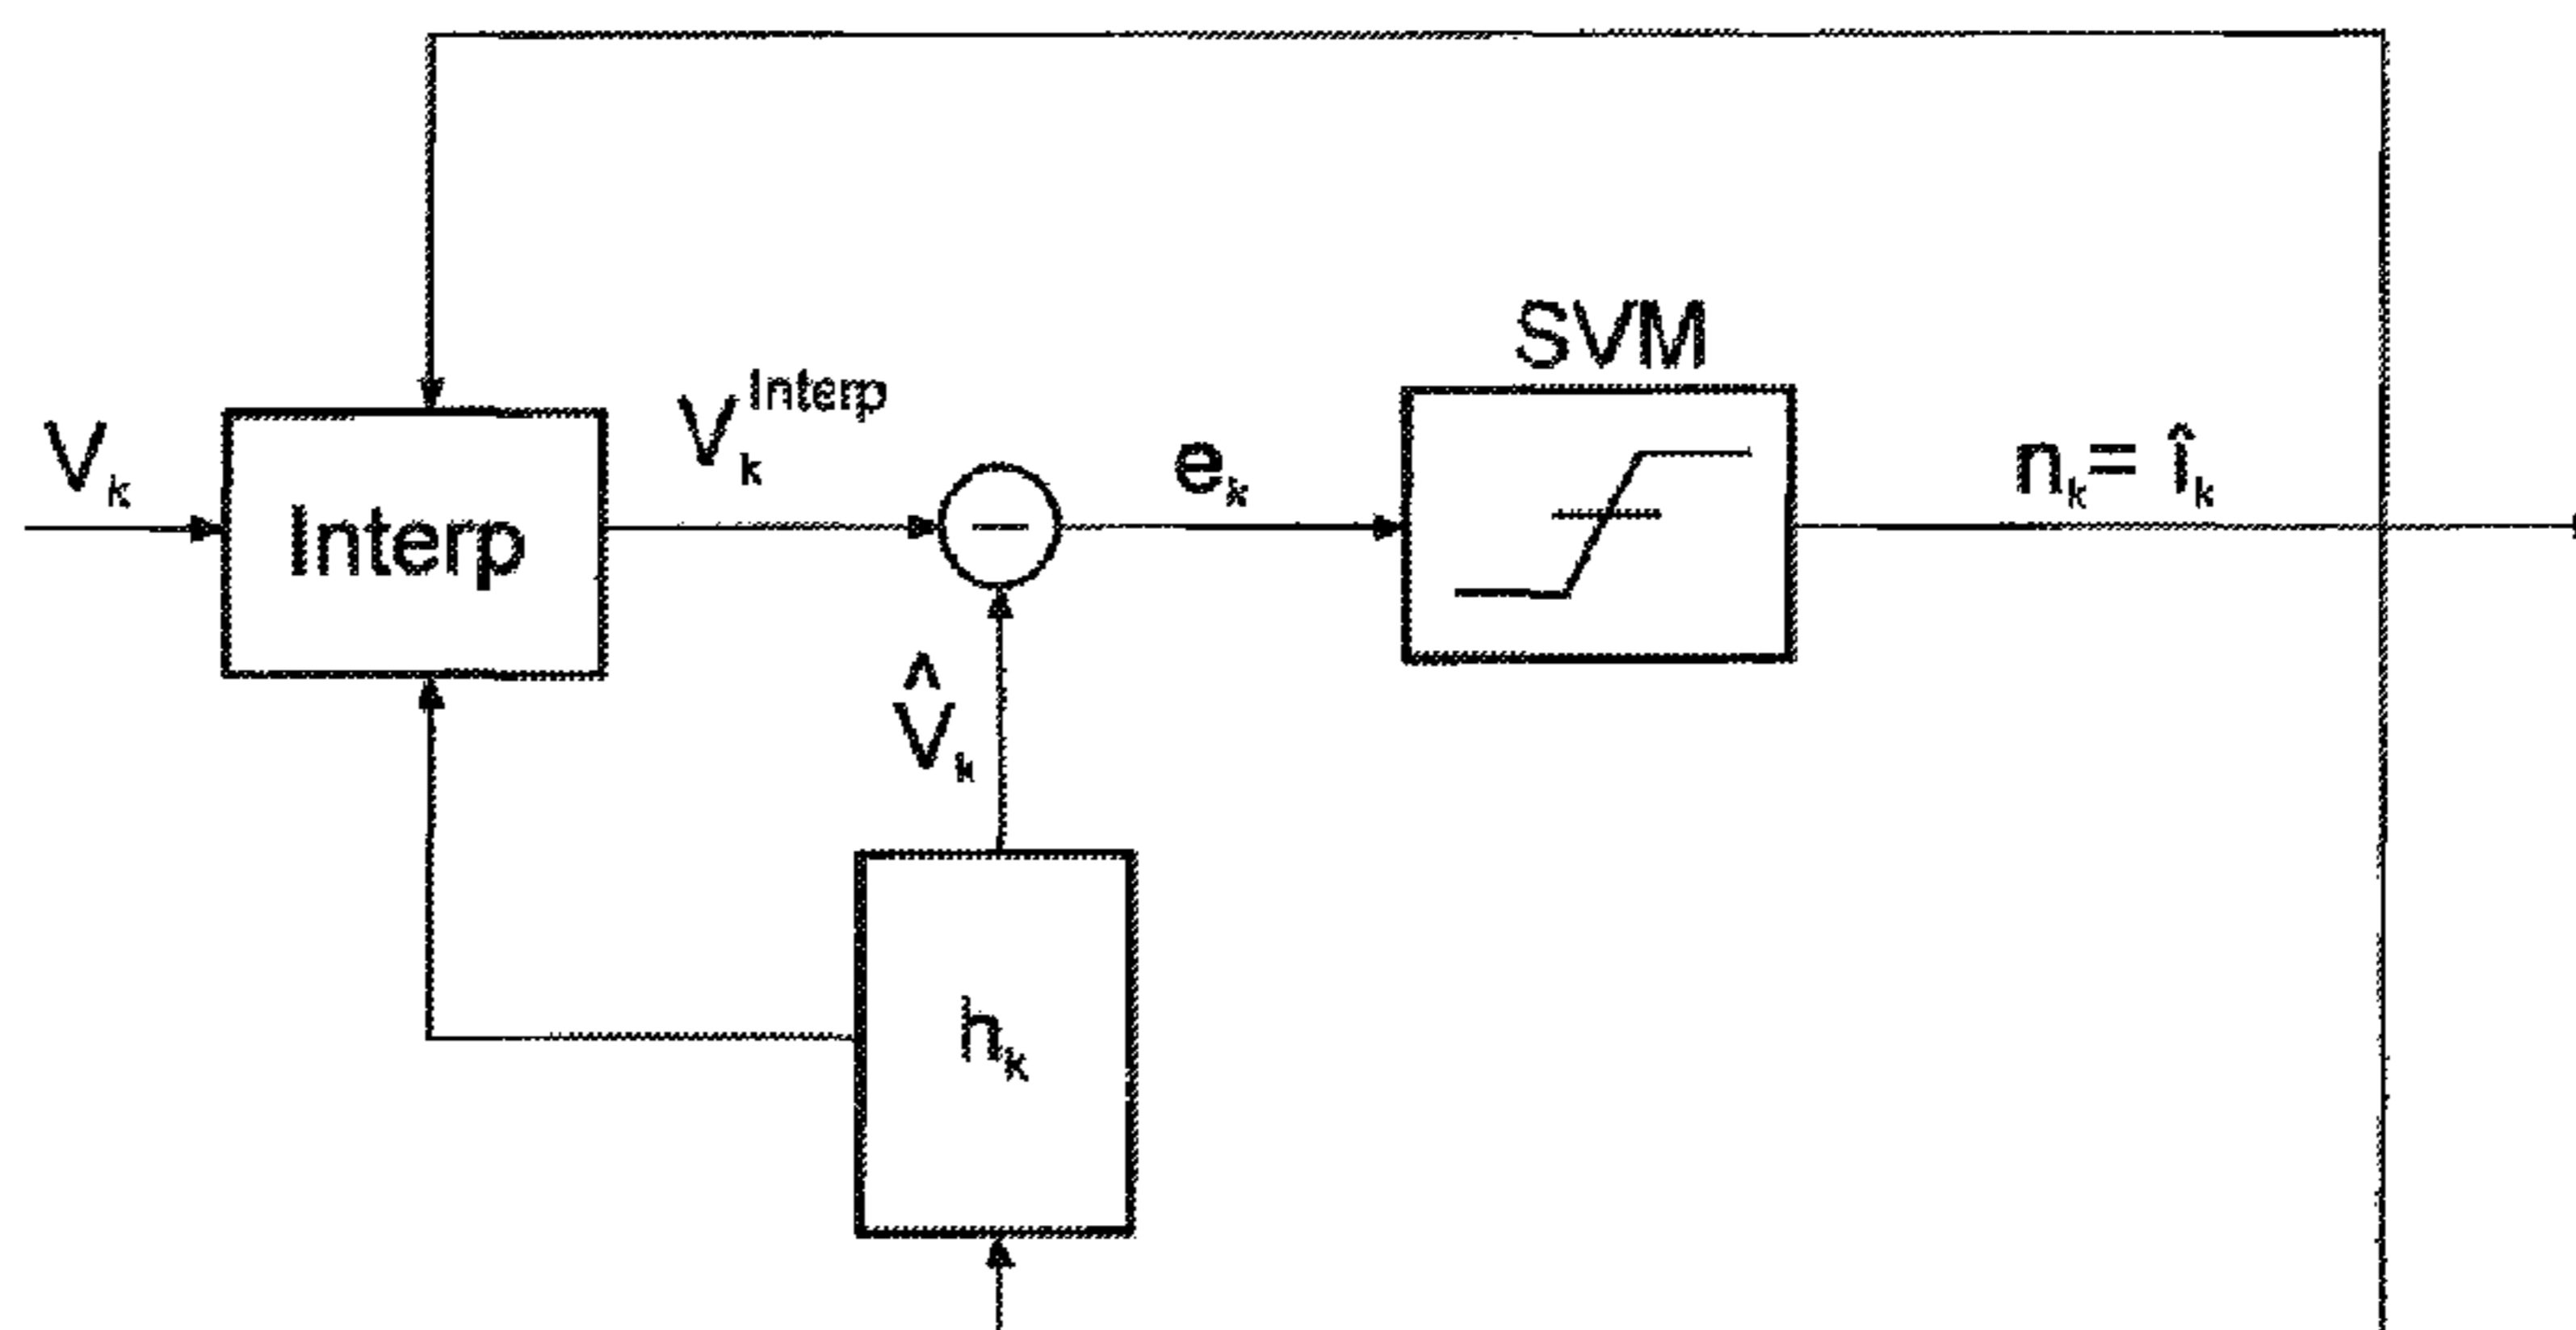 SVM
V_k
Interp
V_k^Interp
e_k
n_k = î_k
V̂_k
h_k